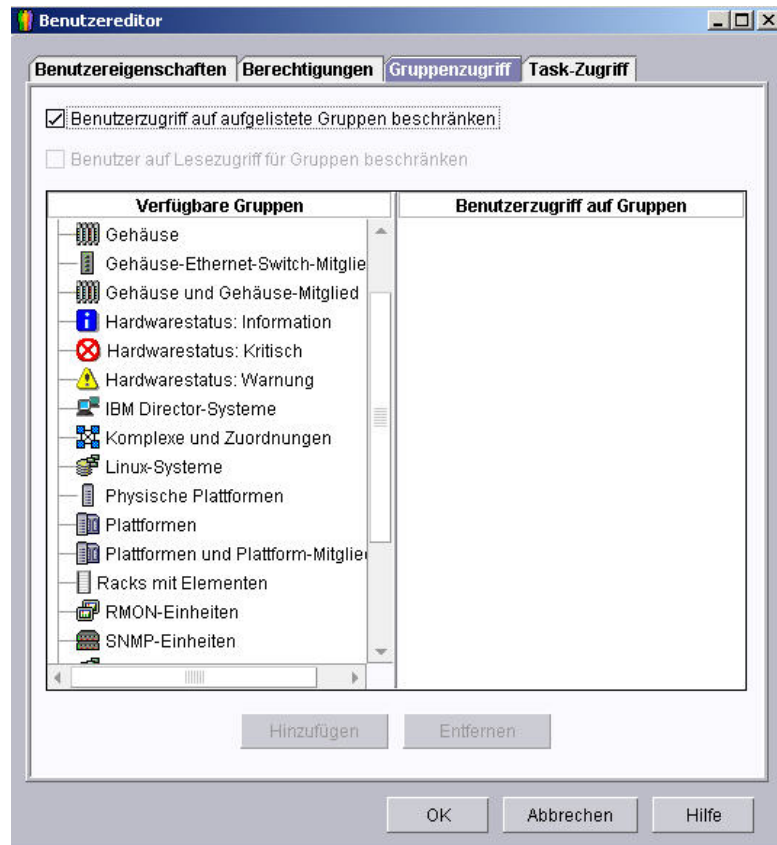 Benutzereditor
Benutzereigenschaften Berechtigungen Gruppenzugriff Task-Zugriff
Benutzerzugriff auf aufgelistete Gruppen beschränken
Benutzer auf Lesezugriff für Gruppen beschränken
Verfügbare Gruppen Benutzerzugriff auf Gruppen
Gehäuse
Gehäuse-Ethernet-Switch-Mitglie
Gehäuse und Gehäuse-Mitglied
Hardwarestatus: Information
Hardwarestatus: Kritisch
Hardwarestatus: Warnung
IBM Director-Systeme
Komplexe und Zuordnungen
Linux-Systeme
Physische Plattformen
Plattformen
Plattformen und Plattform-Mitglie
Racks mit Elementen
RMON-Einheiten
SNMP-Einheiten
Hinzufügen Entfernen
OK Abbrechen Hilfe